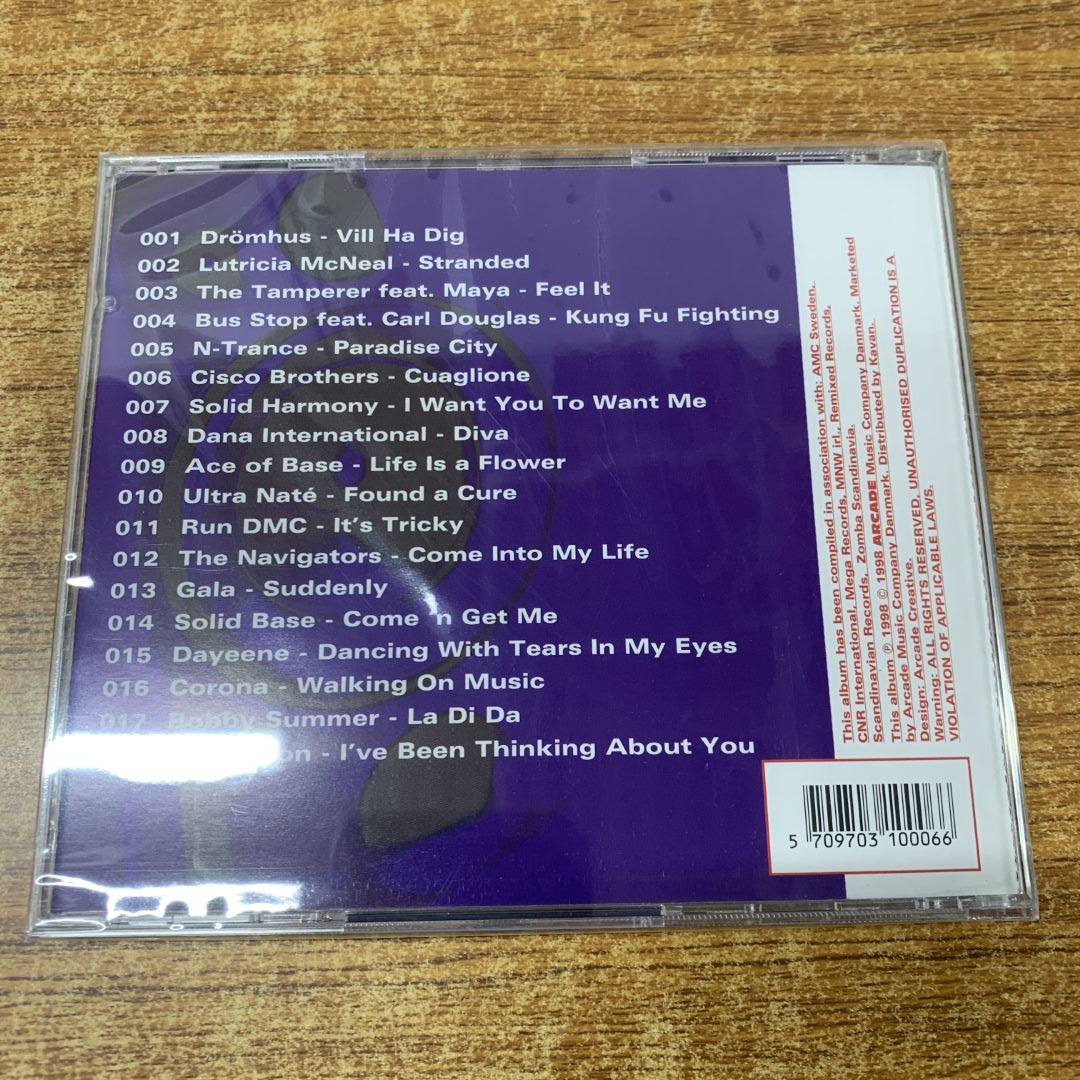 001 Drömhus - Vill Ha Dig
002 Lutricia McNeal - Stranded
003 The Tamperer feat. Maya - Feel It
004 Bus Stop feat. Carl Douglas - Kung Fu Fighting
005 N-Trance - Paradise City
006 Cisco Brothers - Cuaglione
007 Solid Harmony - I Want You To Want Me
008 Dana International - Diva
009 Ace of Base - Life Is a Flower
010 Ultra Naté - Found a Cure
011 Run DMC - It's Tricky
012 The Navigators - Come Into My Life
013 Gala - Suddenly
014 Solid Base - Come 'n Get Me
015 Dayeene - Dancing With Tears In My Eyes
016 Corona - Walking On Music
017 Bobby Summer - La Di Da
- I've Been Thinking About You
This album has been compiled in association with: AMC Sweden,
CNR International, Mega Records, MNW irl., Remixed Records,
Scandinavian Records, Zomba Scandinavia.
This album ℗ 1998 © 1998 ARCADE Music Company Danmark. Marketed
by Arcade Music Company Danmark. Distributed by Kavan.
Design: Arcade Creative.
Warning: ALL RIGHTS RESERVED. UNAUTHORISED DUPLICATION IS A
VIOLATION OF APPLICABLE LAWS.
5 709703 100066